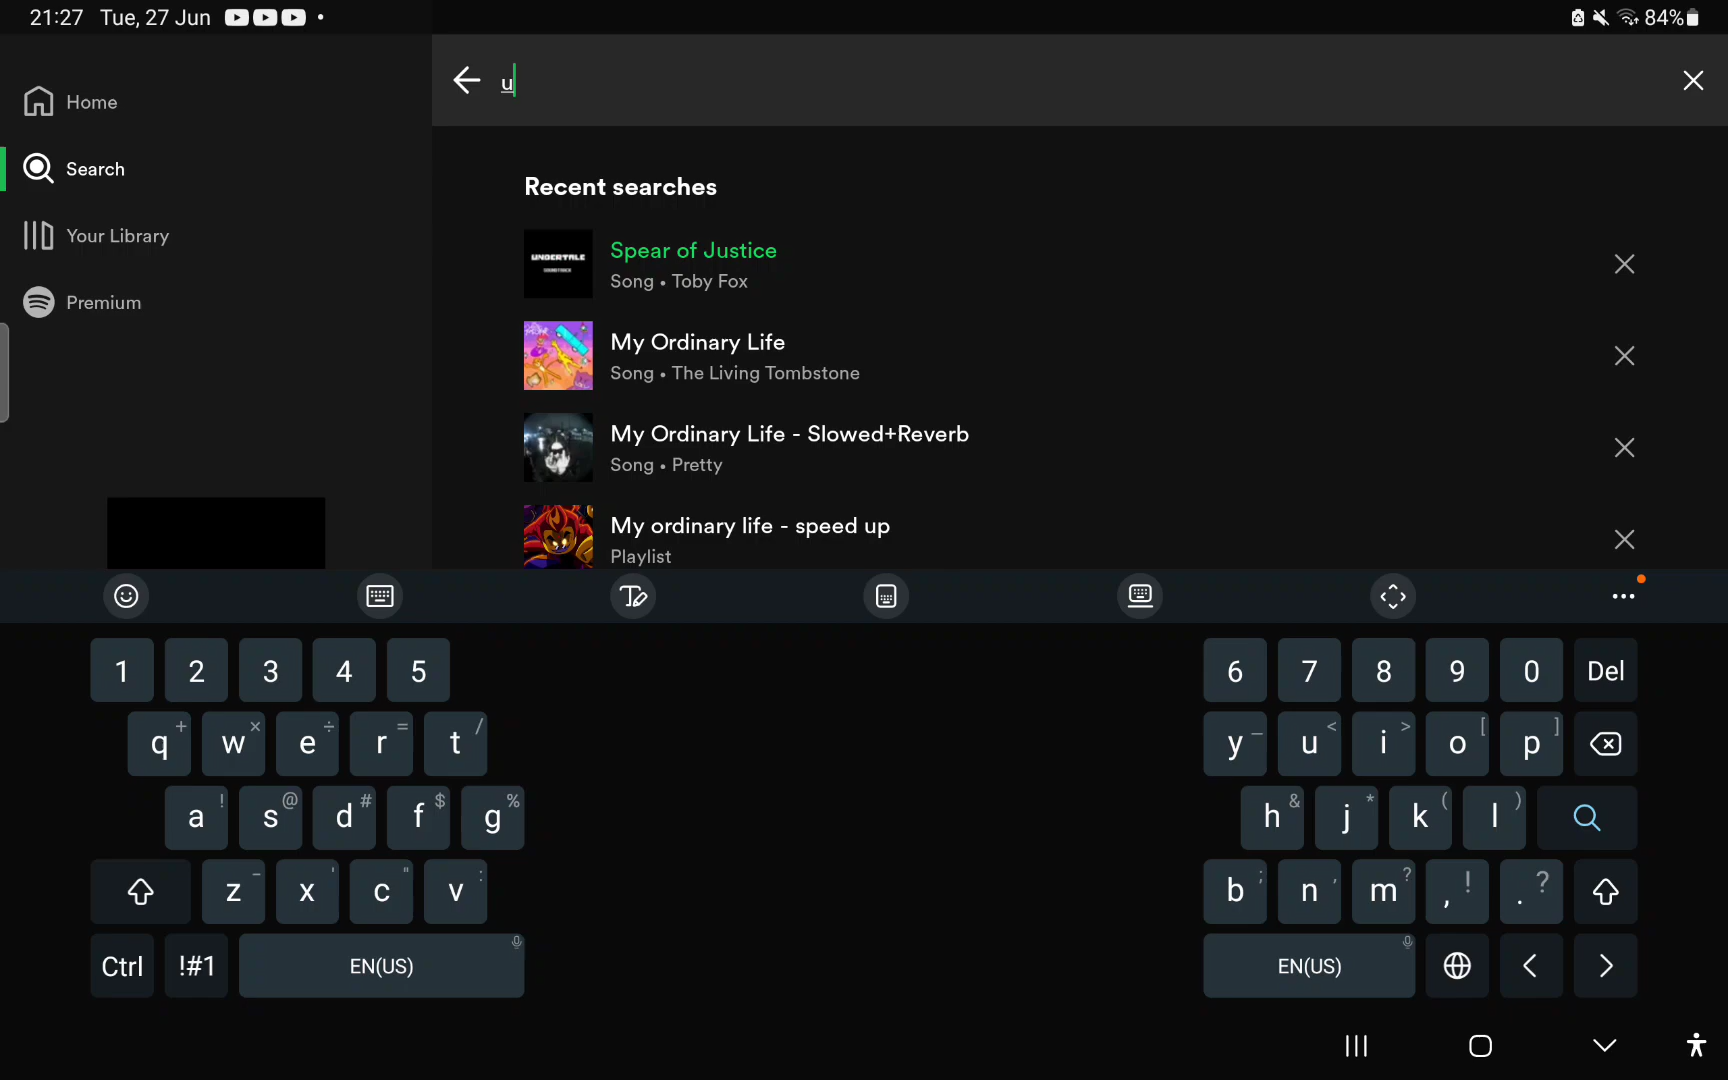 21:27 Tue, 27 Jun 84%
u
Home
Search
Your Library
Premium
Recent searches
UNDERTALE
SOUNDTRACK
Spear of Justice
Song • Toby Fox
My Ordinary Life
Song • The Living Tombstone
My Ordinary Life - Slowed+Reverb
Song • Pretty
My ordinary life - speed up
Playlist
1 2 3 4 5 6 7 8 9 0 Del
q + w × e ÷ r = t / y _ u < i > o [ p ]
a ! s @ d # f $ g % h & j * k ( l )
z - x ' c " v : b ; n , m ? , ! . ?
Ctrl !#1 EN(US) EN(US)